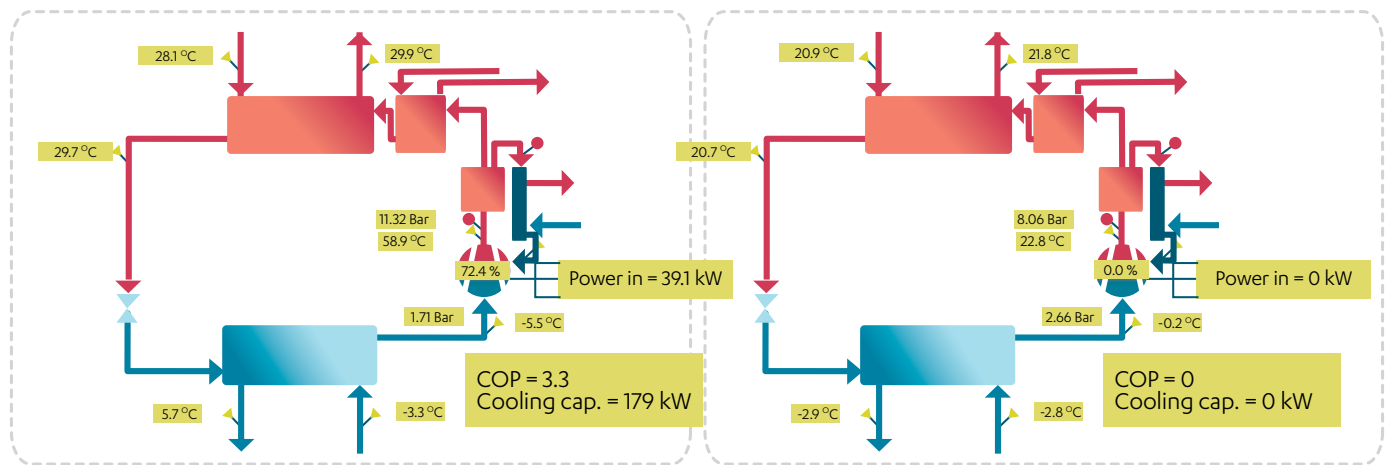 28.1 °C
29.9 °C
29.7 °C
11.32 Bar
58.9 °C
72.4 %
Power in = 39.1 kW
1.71 Bar
-5.5 °C
COP = 3.3
Cooling cap. = 179 kW
5.7 °C
-3.3 °C
20.9 °C
21.8 °C
20.7 °C
8.06 Bar
22.8 °C
0.0 %
Power in = 0 kW
2.66 Bar
-0.2 °C
COP = 0
Cooling cap. = 0 kW
-2.9 °C
-2.8 °C